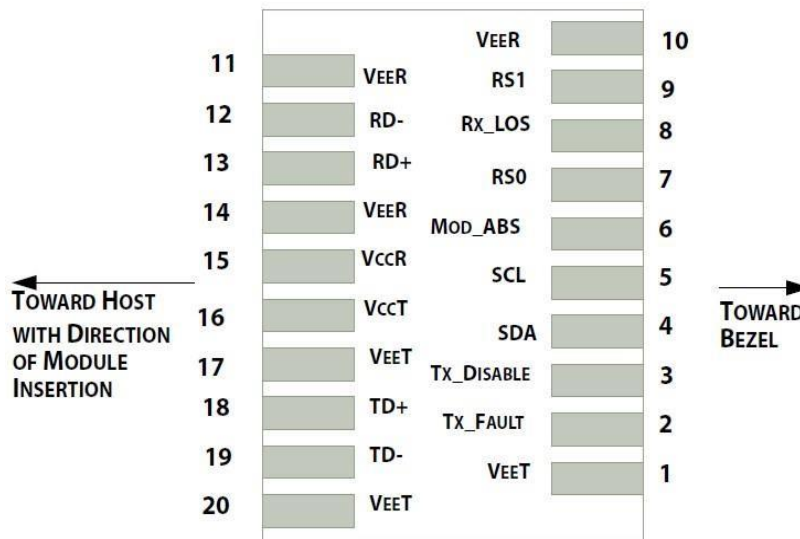 VEER 10
11 VEER
RS1 9
12 RD-
RX_LOS 8
13 RD+
RS0 7
14 VEER
MOD_ABS 6
15 VCCR
SCL 5
16 VCCT
SDA 4
17 VEET
TX_DISABLE 3
18 TD+
TX_FAULT 2
19 TD-
VEET 1
20 VEET
TOWARD HOST
WITH DIRECTION
OF MODULE
INSERTION
TOWARD
BEZEL